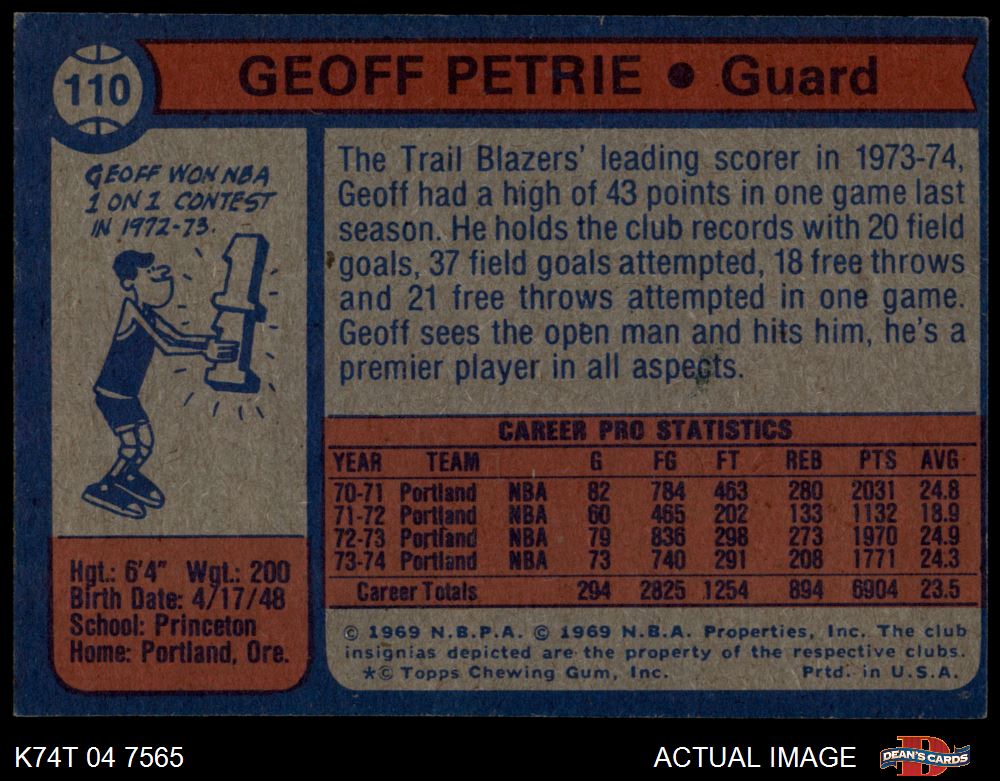 110
GEOFF PETRIE • Guard
GEOFF WON NBA
1 ON 1 CONTEST
IN 1972-73.
1
1
The Trail Blazers' leading scorer in 1973-74,
Geoff had a high of 43 points in one game last
season. He holds the club records with 20 field
goals, 37 field goals attempted, 18 free throws
and 21 free throws attempted in one game.
Geoff sees the open man and hits him, he's a
premier player in all aspects.
CAREER PRO STATISTICS
YEAR TEAM G FG FT REB PTS AVG
70-71 Portland NBA 82 784 463 280 2031 24.8
71-72 Portland NBA 60 465 202 133 1132 18.9
72-73 Portland NBA 79 836 298 273 1970 24.9
73-74 Portland NBA 73 740 291 208 1771 24.3
Career Totals 294 2825 1254 894 6904 23.5
Hgt.: 6'4" Wgt.: 200
Birth Date: 4/17/48
School: Princeton
Home: Portland, Ore.
© 1969 N.B.P.A. © 1969 N.B.A. Properties, Inc. The club
insignias depicted are the property of the respective clubs.
*© Topps Chewing Gum, Inc. Prtd. in U.S.A.
K74T 04 7565 ACTUAL IMAGE DEAN'S CARDS